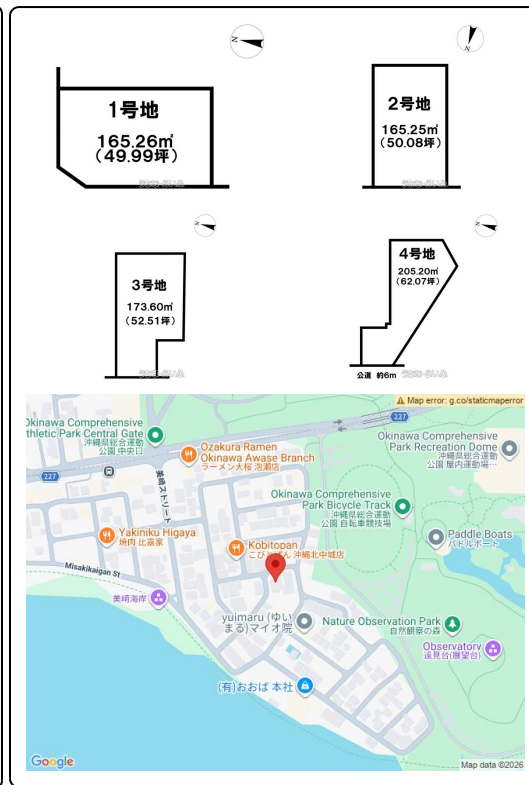 N
N
1号地
165.26㎡
(49.99坪)
2号地
165.25㎡
(50.08坪)
N
N
3号地
173.60㎡
(52.51坪)
4号地
205.20㎡
(62.07坪)
公道 約6m
Map error: g.co/staticmaperror
227
Okinawa Comprehensive
Athletic Park Central Gate
沖縄県総合運動
公園 中央口
227
美崎ストリート
Ozakura Ramen
Okinawa Awase Branch
ラーメン大桜 泡瀬店
Okinawa Comprehensive
Park Recreation Dome
沖縄県総合運動
公園 屋内運動場…
Okinawa Comprehensive
Park Bicycle Track
沖縄県総合運動
公園 自転車競技場
Yakiniku Higaya
焼肉 比嘉家
Kobitopan
こびとぱん 沖縄北中城店
Paddle Boats
パドルボート
Misakikaigan St
美崎海岸
yuimaru (ゆい
まる)マイオ院
Nature Observation Park
自然観察の森
Observatory
遠見台(展望台)
(有)おおば 本社
Google
Map data ©2026